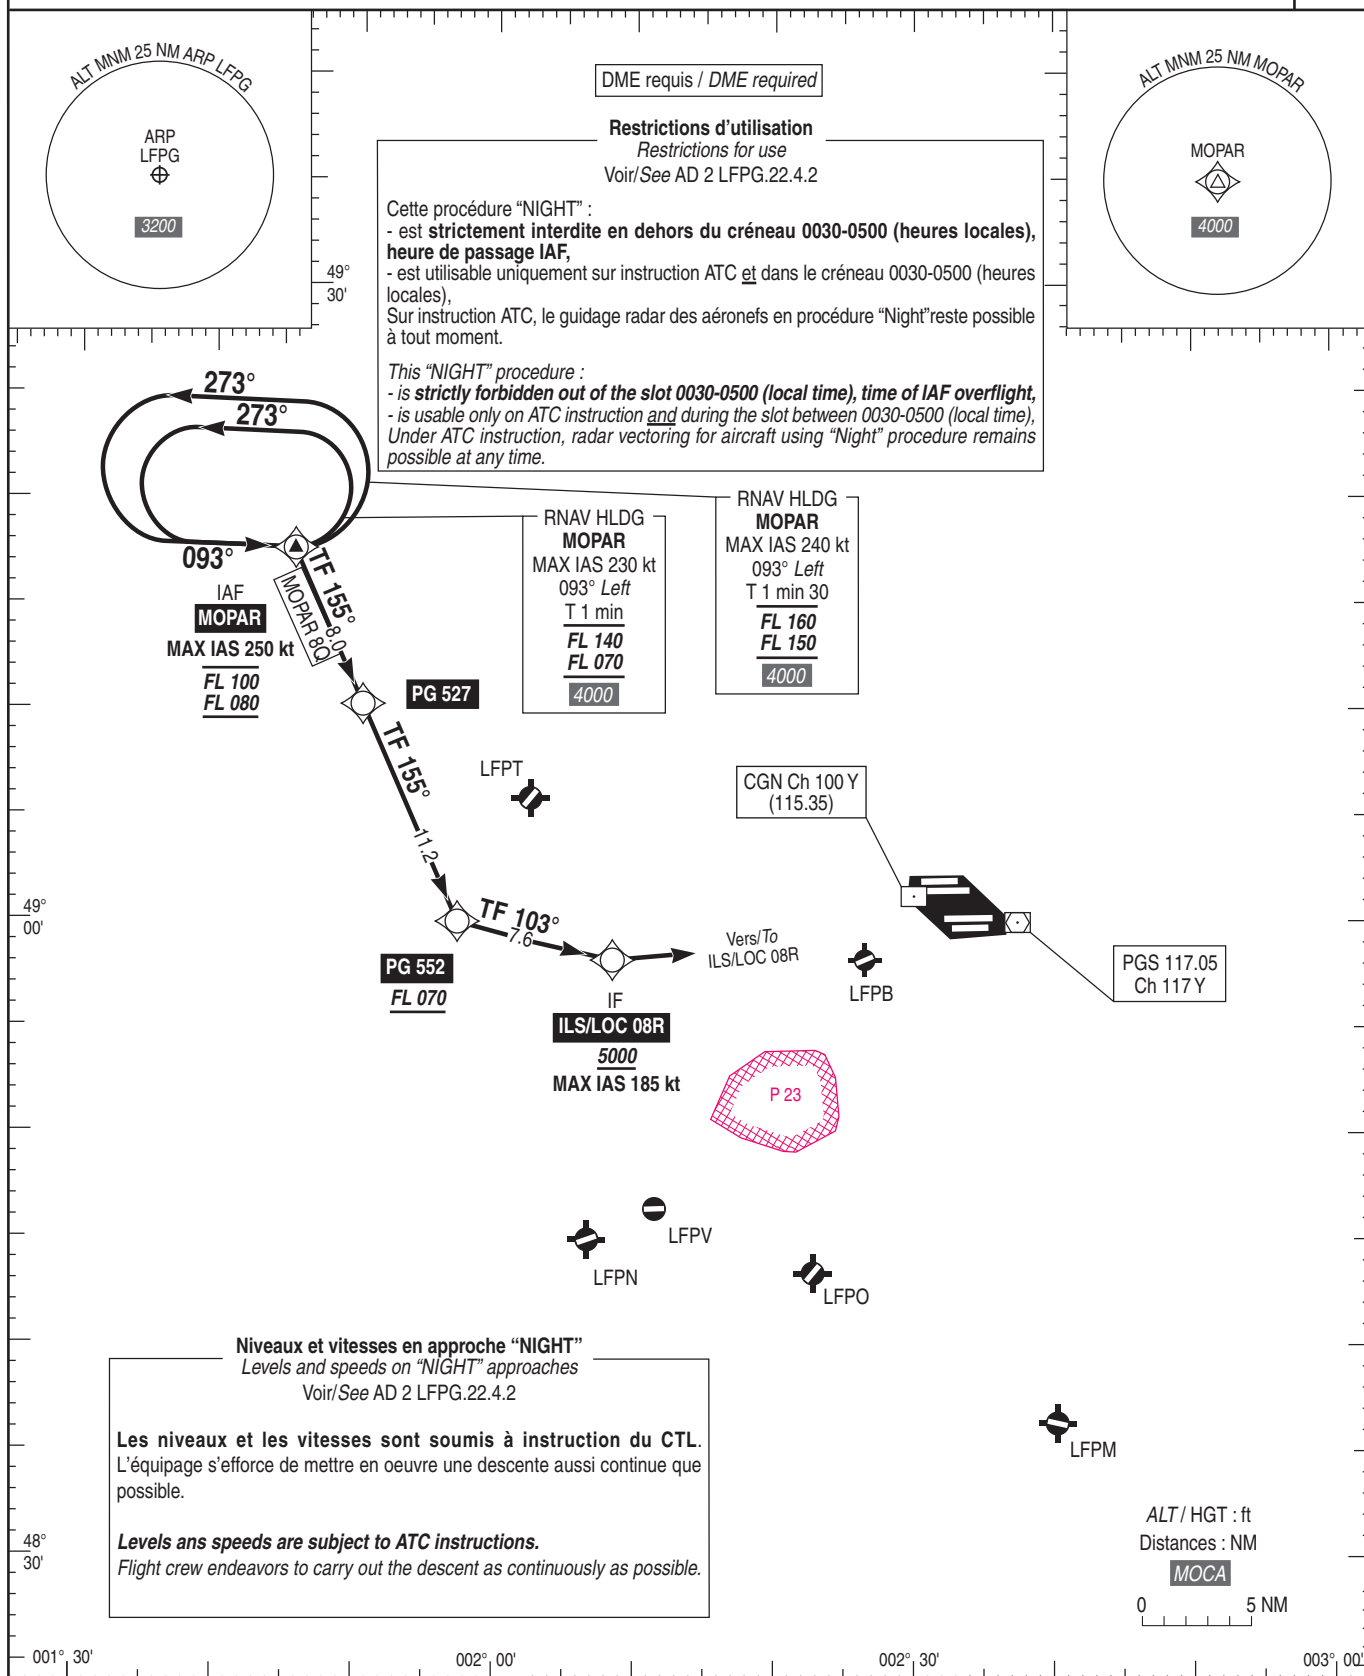 ALT MNM 25 NM ARP LFPG
ARP
LFPG
3200
DME requis / DME required
ALT MNM 25 NM MOPAR
MOPAR
4000
Restrictions d'utilisation
Restrictions for use
Voir/See AD 2 LFPG.22.4.2
Cette procédure “NIGHT” :
- est strictement interdite en dehors du créneau 0030-0500 (heures locales),
heure de passage IAF,
- est utilisable uniquement sur instruction ATC et dans le créneau 0030-0500 (heures
locales),
Sur instruction ATC, le guidage radar des aéronefs en procédure “Night”reste possible
à tout moment.
This “NIGHT” procedure :
- is strictly forbidden out of the slot 0030-0500 (local time), time of IAF overflight,
- is usable only on ATC instruction and during the slot between 0030-0500 (local time),
Under ATC instruction, radar vectoring for aircraft using “Night” procedure remains
possible at any time.
49°
30'
273°
273°
093°
IAF
MOPAR
MAX IAS 250 kt
FL 100
FL 080
TF 155°
8.0
MOPAR 8Q
RNAV HLDG
MOPAR
MAX IAS 230 kt
093° Left
T 1 min
FL 140
FL 070
4000
RNAV HLDG
MOPAR
MAX IAS 240 kt
093° Left
T 1 min 30
FL 160
FL 150
4000
PG 527
TF 155°
11.2
LFPT
CGN Ch 100 Y
(115.35)
49°
00'
TF 103°
7.6
Vers/To
ILS/LOC 08R
PG 552
FL 070
IF
ILS/LOC 08R
5000
MAX IAS 185 kt
LFPB
PGS 117.05
Ch 117 Y
P 23
LFPV
LFPN
LFPO
LFPM
Niveaux et vitesses en approche “NIGHT”
Levels and speeds on “NIGHT” approaches
Voir/See AD 2 LFPG.22.4.2
Les niveaux et les vitesses sont soumis à instruction du CTL.
L'équipage s'efforce de mettre en oeuvre une descente aussi continue que
possible.
Levels ans speeds are subject to ATC instructions.
Flight crew endeavors to carry out the descent as continuously as possible.
48°
30'
ALT / HGT : ft
Distances : NM
MOCA
0 5 NM
001° 30'
002° 00'
002° 30'
003° 00'